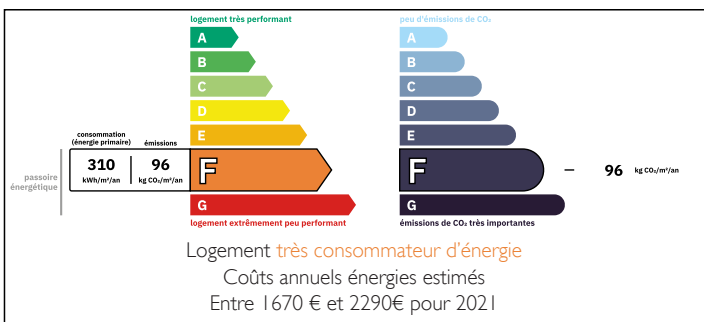 logement très performant
A
B
C
D
E
consommation
(énergie primaire)
émissions
passoire
énergétique
310
kWh/m²/an
96
kg CO₂/m²/an
F
G
logement extrêmement peu performant
peu d'émissions de CO₂
A
B
C
D
E
F
96 kg CO₂/m²/an
G
émissions de CO₂ très importantes
Logement très consommateur d'énergie
Coûts annuels énergies estimés
Entre 1670 € et 2290€ pour 2021